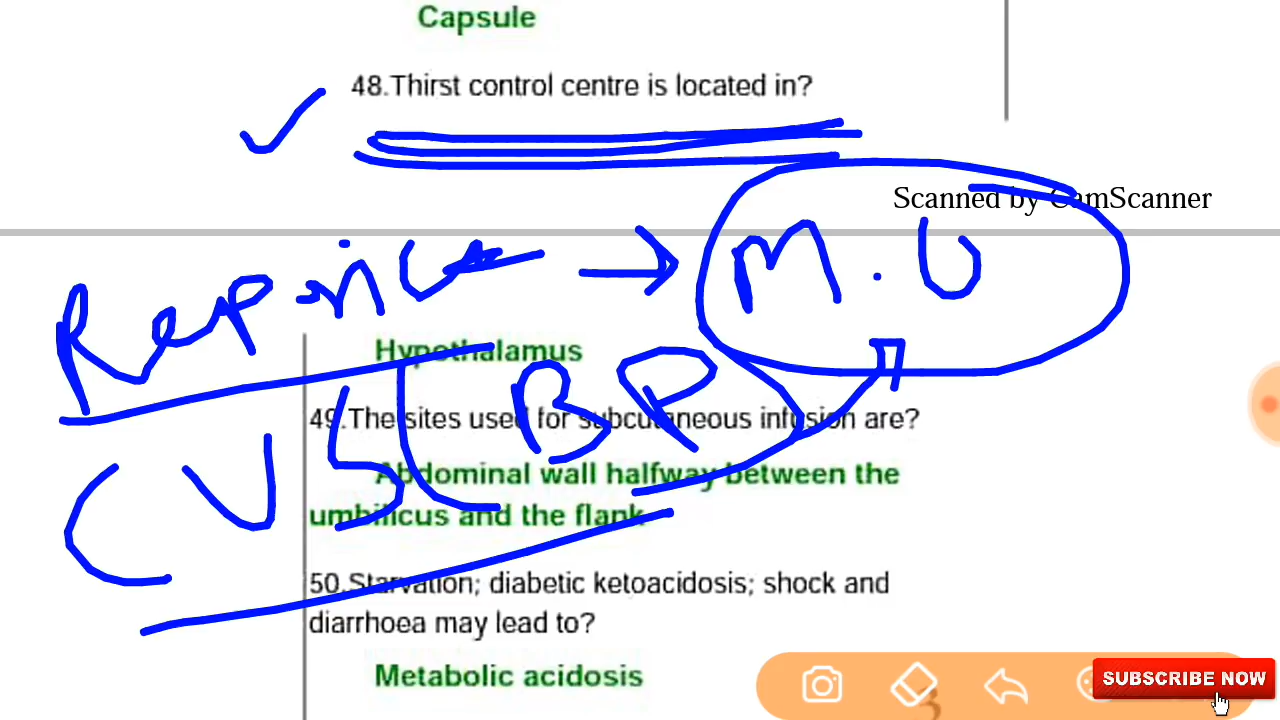 Capsule
48.Thirst control centre is located in?
Scanned by CamScanner
M.O
Hypothalamus
49.The sites used for subcutaneous infusion are?
CVS(BP)
Abdominal wall halfway between the
umbilicus and the flank
50.Starvation; diabetic ketoacidosis; shock and
diarrhoea may lead to?
Metabolic acidosis
3
SUBSCRIBE NOW